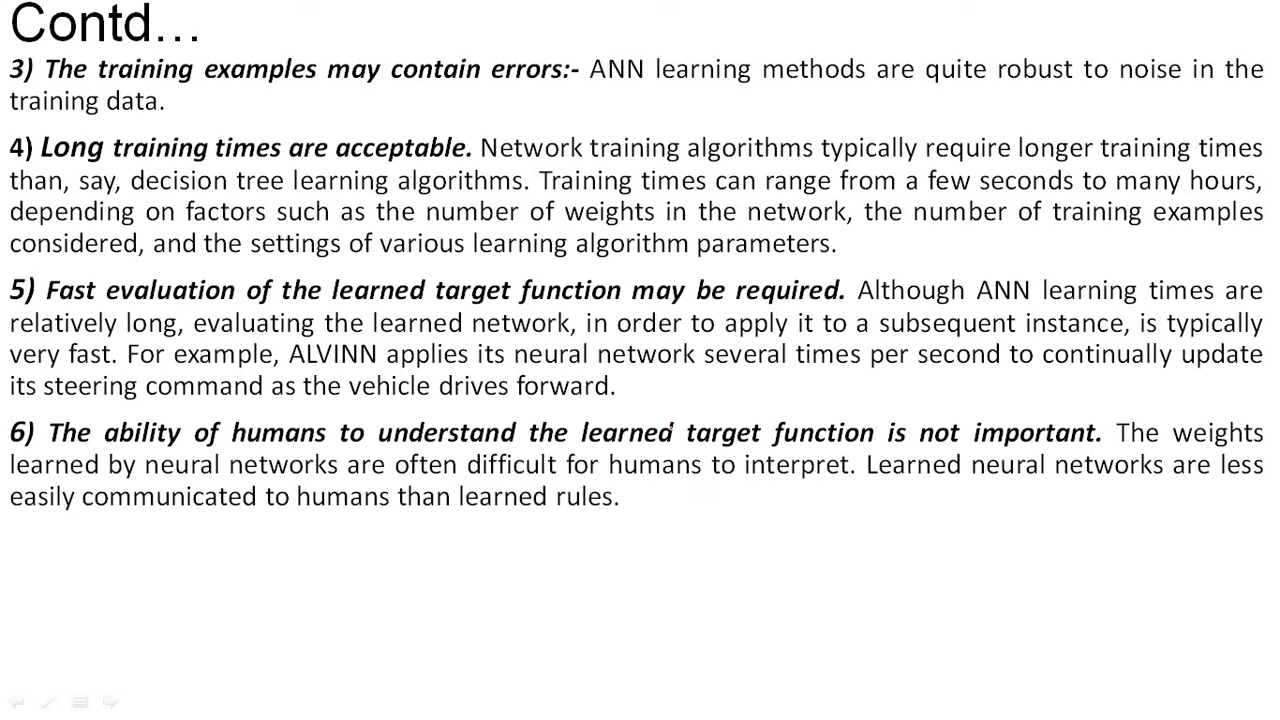 Contd...
3) The training examples may contain errors:- ANN learning methods are quite robust to noise in the
training data.
4) Long training times are acceptable. Network training algorithms typically require longer training times
than, say, decision tree learning algorithms. Training times can range from a few seconds to many hours,
depending on factors such as the number of weights in the network, the number of training examples
considered, and the settings of various learning algorithm parameters.
5) Fast evaluation of the learned target function may be required. Although ANN learning times are
relatively long, evaluating the learned network, in order to apply it to a subsequent instance, is typically
very fast. For example, ALVINN applies its neural network several times per second to continually update
its steering command as the vehicle drives forward.
6) The ability of humans to understand the learned target function is not important. The weights
learned by neural networks are often difficult for humans to interpret. Learned neural networks are less
easily communicated to humans than learned rules.